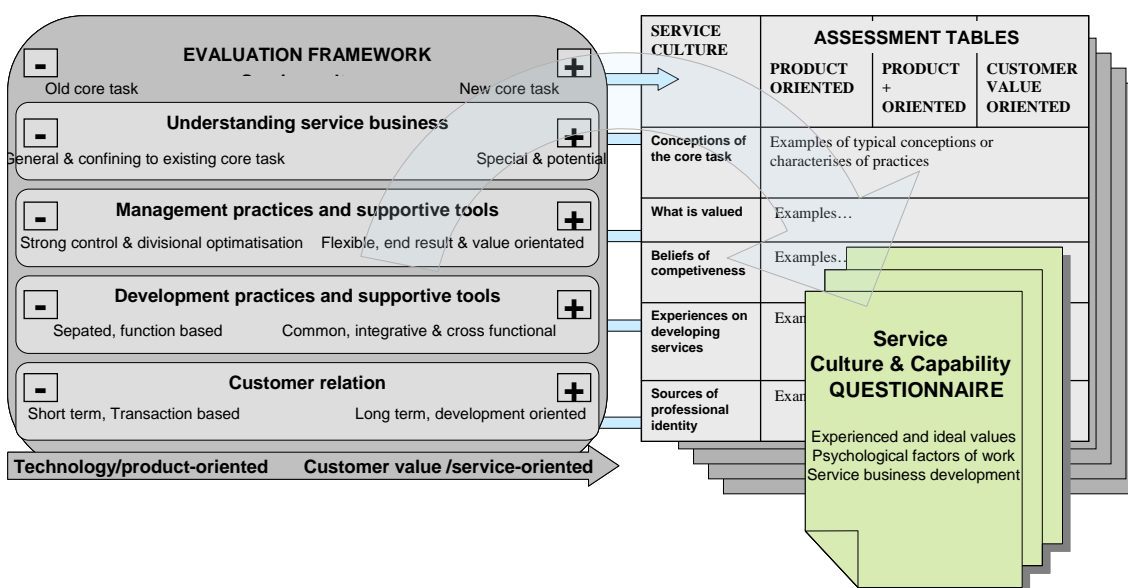 EVALUATION FRAMEWORK
-
+
Old core task
New core task
Understanding service business
-
+
General & confining to existing core task
Special & potential
Management practices and supportive tools
-
+
Strong control & divisional optimatisation
Flexible, end result & value orientated
Development practices and supportive tools
-
+
Sepated, function based
Common, integrative & cross functional
Customer relation
-
+
Short term, Transaction based
Long term, development oriented
Technology/product-oriented
Customer value /service-oriented
SERVICE
CULTURE
ASSESSMENT TABLES
PRODUCT
ORIENTED
PRODUCT
+
ORIENTED
CUSTOMER
VALUE
ORIENTED
Conceptions of
the core task
Examples of typical conceptions or
characterises of practices
What is valued
Examples…
Beliefs of
competiveness
Examples..
Experiences on
developing
services
Exam
Sources of
professional
identity
Exam
Service
Culture & Capability
QUESTIONNAIRE
Experienced and ideal values
Psychological factors of work
Service business development